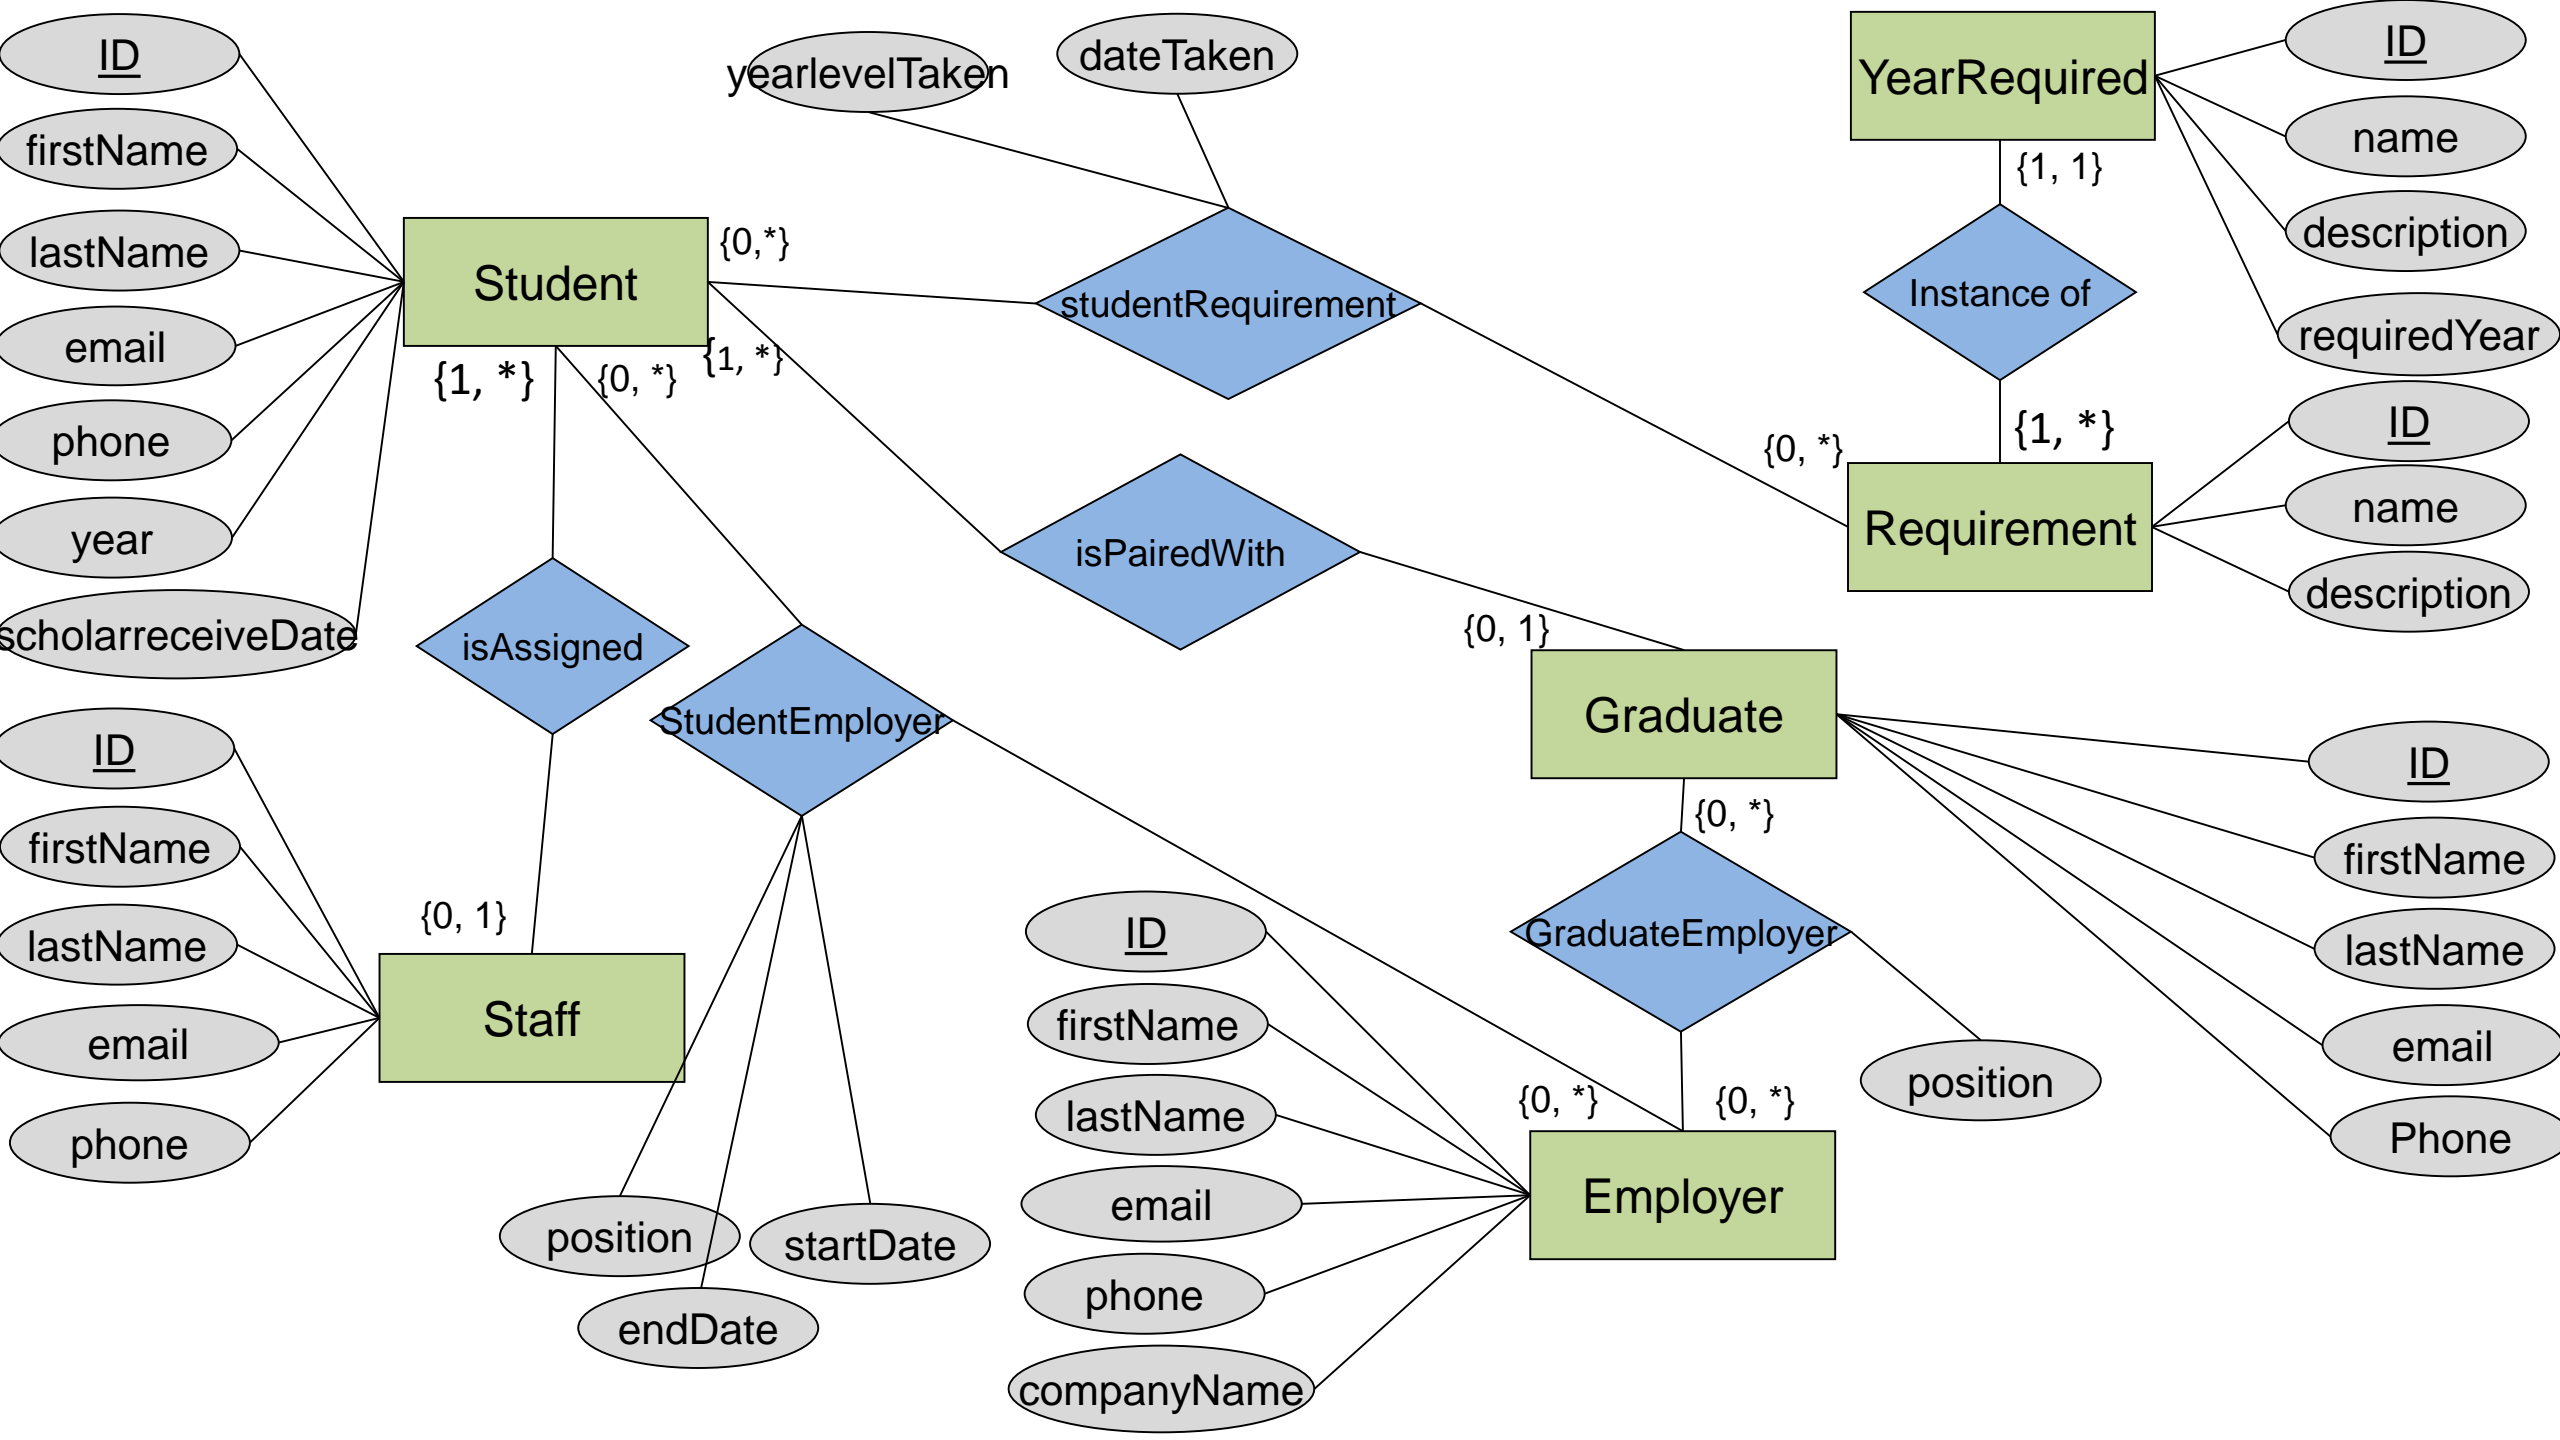 ID
firstName
lastName
email
phone
year
scholarreceiveDate
yearlevelTaken
dateTaken
Student
{0,*}
{1, *}
{0, *}
{1, *}
studentRequirement
YearRequired
ID
name
description
requiredYear
{1, 1}
Instance of
{1, *}
{0, *}
Requirement
ID
name
description
isAssigned
StudentEmployer
isPairedWith
{0, 1}
Graduate
ID
firstName
lastName
email
Phone
{0, *}
GraduateEmployer
position
ID
firstName
lastName
email
phone
{0, 1}
Staff
position
startDate
endDate
ID
firstName
lastName
email
phone
companyName
{0, *}
{0, *}
Employer